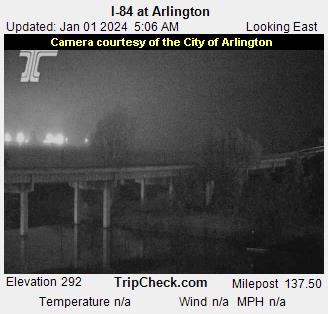 I-84 at Arlington
Updated: Jan 01 2024 5:06 AM Looking East
Camera courtesy of the City of Arlington
Elevation 292 TripCheck.com Milepost 137.50
Temperature n/a Wind n/a MPH n/a